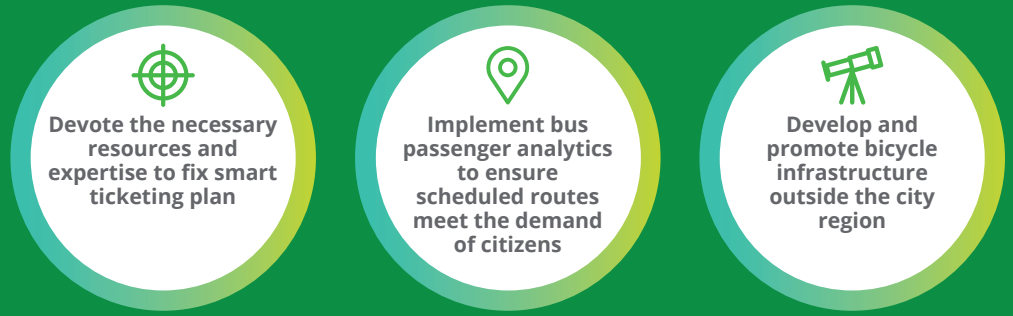 Devote the necessary
resources and
expertise to fix smart
ticketing plan
Implement bus
passenger analytics
to ensure
scheduled routes
meet the demand
of citizens
Develop and
promote bicycle
infrastructure
outside the city
region